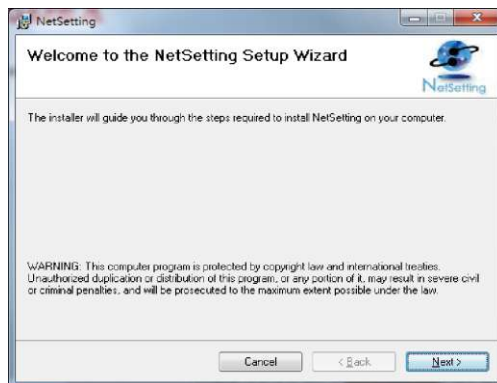 NetSetting
Welcome to the NetSetting Setup Wizard
NetSetting
The installer will guide you through the steps required to install NetSetting on your computer.
WARNING: This computer program is protected by copyright law and international treaties.
Unauthorized duplication or distribution of this program, or any portion of it, may result in severe civil
or criminal penalties, and will be prosecuted to the maximum extent possible under the law.
Cancel
< Back
Next >